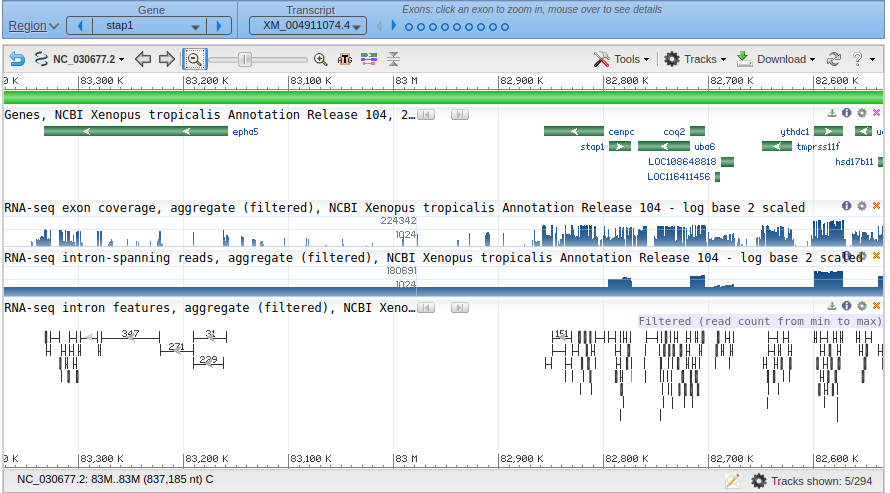 Gene
Transcript
Exons: click an exon to zoom in, mouse over to see details
Region
stap1
XM_004911074.4
NC_030677.2
Tools
Tracks
Download
?
83,300 K
83,200 K
83,100 K
83 M
82,900 K
82,800 K
82,700 K
82,600 K
Genes, NCBI Xenopus tropicalis Annotation Release 104, 2...
epha5
cenpc
coq2
ythdc1
stap1
uba6
tmprss11f
LOC108648818
hsd17b11
LOC116411456
RNA-seq exon coverage, aggregate (filtered), NCBI Xenopus tropicalis Annotation Release 104 - log base 2 scaled
224342
1024
RNA-seq intron-spanning reads, aggregate (filtered), NCBI Xenopus tropicalis Annotation Release 104 - log base 2 scaled
180691
1024
RNA-seq intron features, aggregate (filtered), NCBI Xeno...
Filtered (read count from min to max)
347
31
151
271
229
83,300 K
83,200 K
83,100 K
83 M
82,900 K
82,800 K
82,700 K
82,600 K
NC_030677.2: 83M..83M (837,185 nt) C
Tracks shown: 5/294